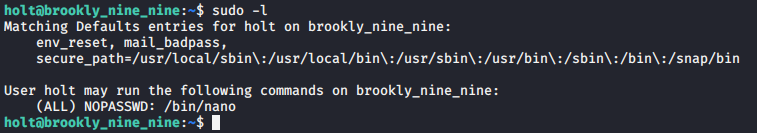 holt@brookly_nine_nine:~$ sudo -l
Matching Defaults entries for holt on brookly_nine_nine:
    env_reset, mail_badpass,
    secure_path=/usr/local/sbin\:/usr/local/bin\:/usr/sbin\:/usr/bin\:/sbin\:/bin\:/snap/bin

User holt may run the following commands on brookly_nine_nine:
    (ALL) NOPASSWD: /bin/nano
holt@brookly_nine_nine:~$